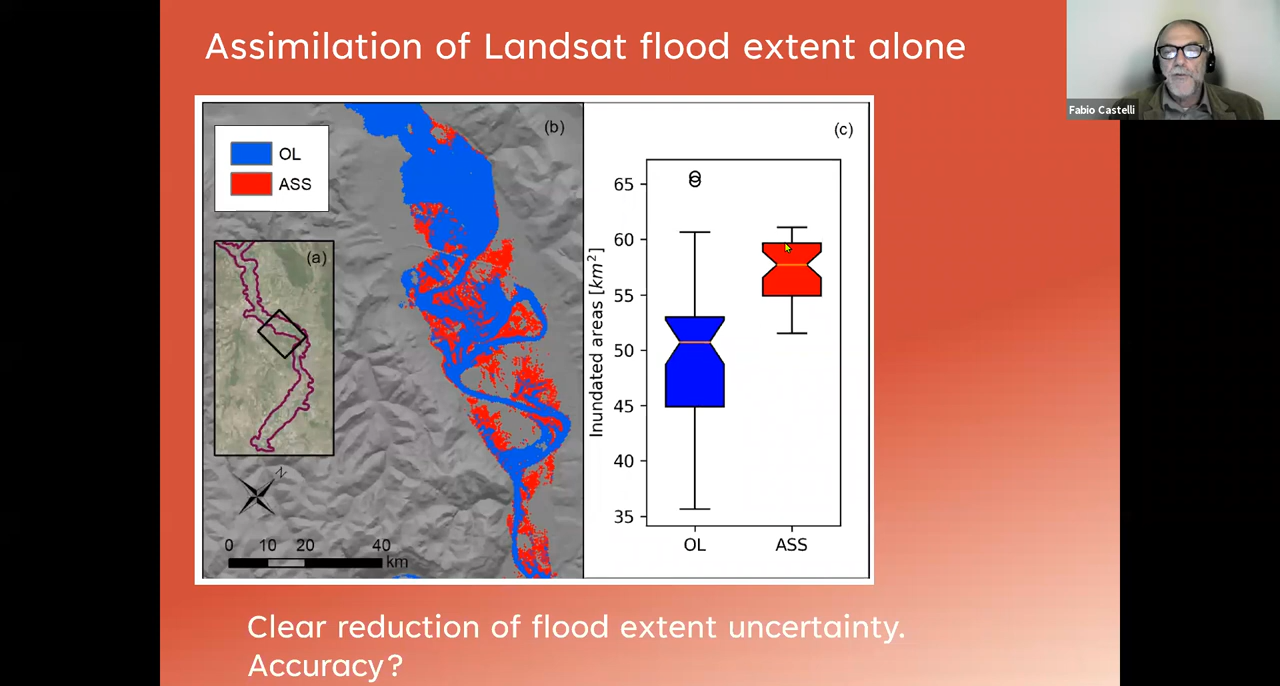 Assimilation of Landsat flood extent alone
Fabio Castelli
OL
ASS
(a)
N
0 10 20 40
km
(b)
(c)
Inundated areas [km²]
65
60
55
50
45
40
35
OL ASS
Clear reduction of flood extent uncertainty.
Accuracy?